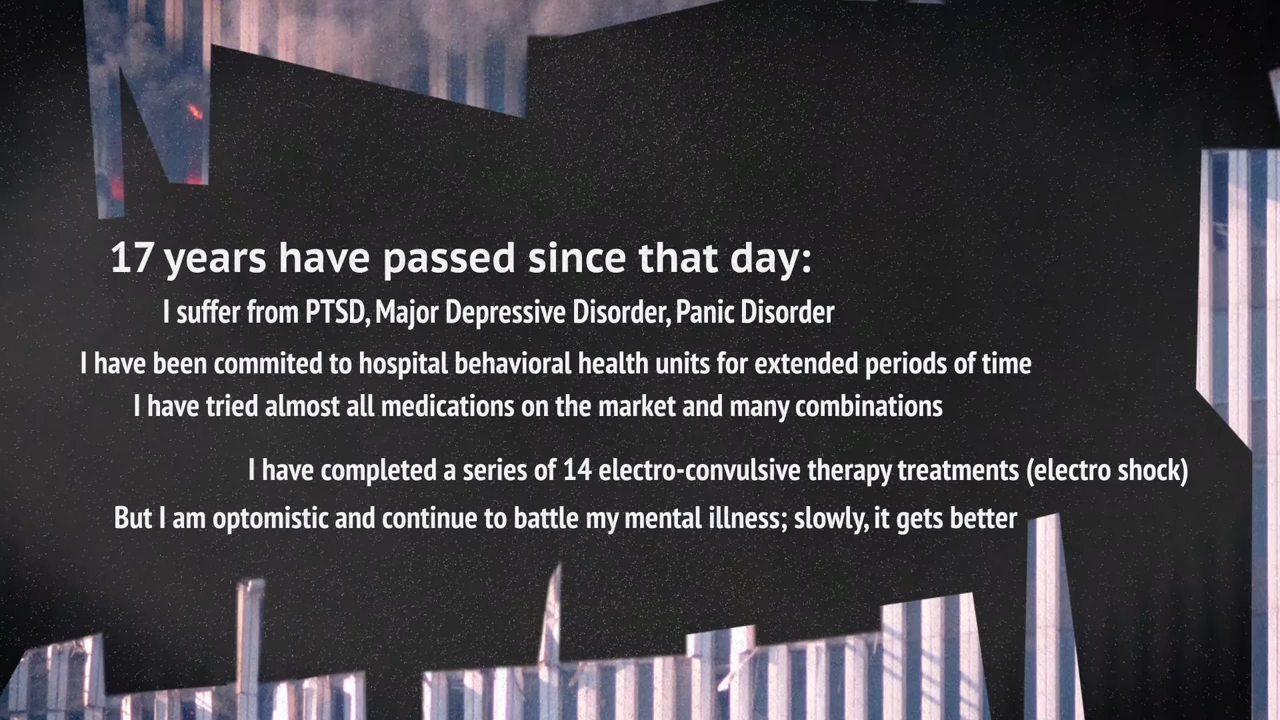 17 years have passed since that day:
I suffer from PTSD, Major Depressive Disorder, Panic Disorder
I have been commited to hospital behavioral health units for extended periods of time
I have tried almost all medications on the market and many combinations
I have completed a series of 14 electro-convulsive therapy treatments (electro shock)
But I am optomistic and continue to battle my mental illness; slowly, it gets better